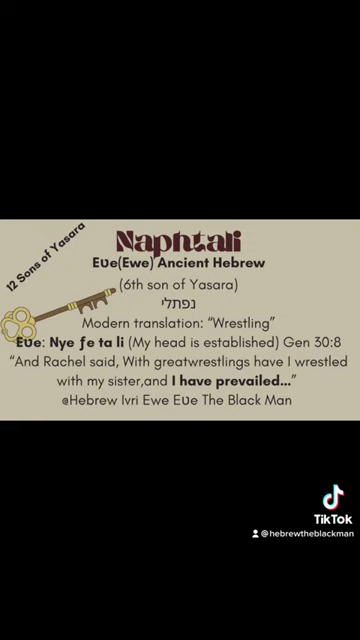 12 Sons of Yasara
Naphtali
Eʋe(Ewe) Ancient Hebrew
(6th son of Yasara)
נפתלי
Modern translation: “Wrestling”
Eʋe: Nye ƒe ta li (My head is established) Gen 30:8
“And Rachel said, With greatwrestlings have I wrestled
with my sister,and I have prevailed...”
@Hebrew Ivri Ewe Eʋe The Black Man
TikTok
@hebrewtheblackman